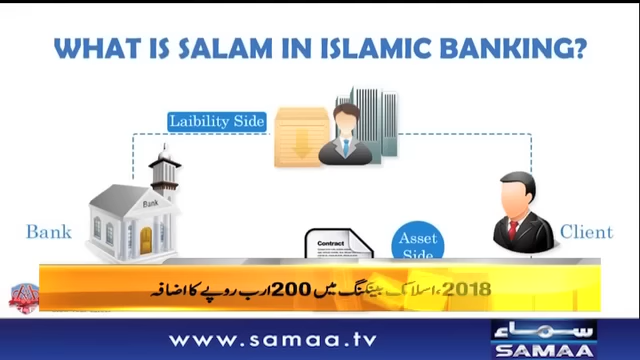 WHAT IS SALAM IN ISLAMIC BANKING?
Laibility Side
Bank
Bank
Client
Contract
Asset
Side
2018، اسلامک بینکنگ میں 200 ارب روپے کا اضافہ
www.samaa.tv
سماء
SAMAA